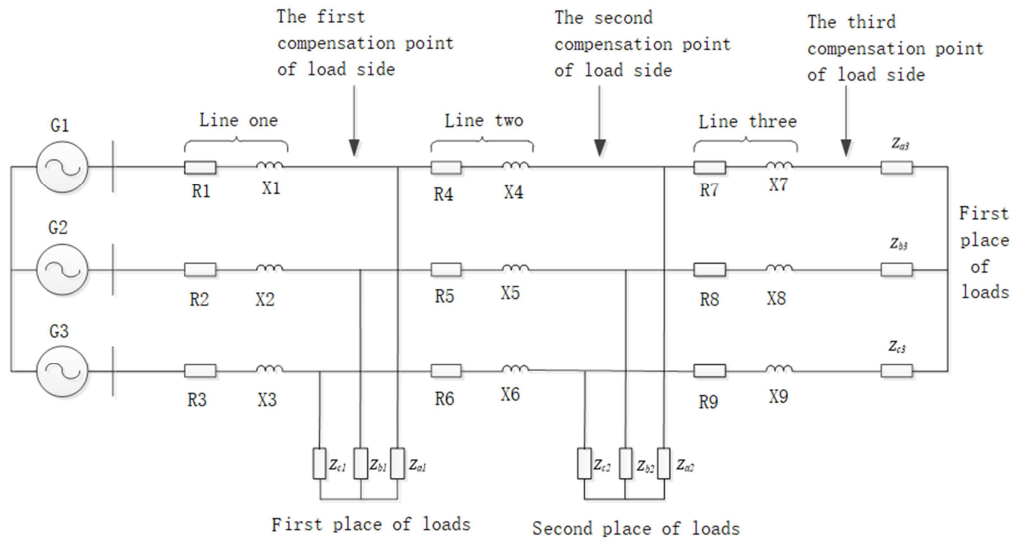 The first
compensation point
of load side
The second
compensation point
of load side
The third
compensation point
of load side
G1
Line one
Line two
Line three
Za3
R1
X1
R4
X4
R7
X7
First
place
of
loads
G2
Zb3
R2
X2
R5
X5
R8
X8
G3
Zc3
R3
X3
R6
X6
R9
X9
Zc1
Zb1
Za1
Zc2
Zb2
Za2
First place of loads
Second place of loads